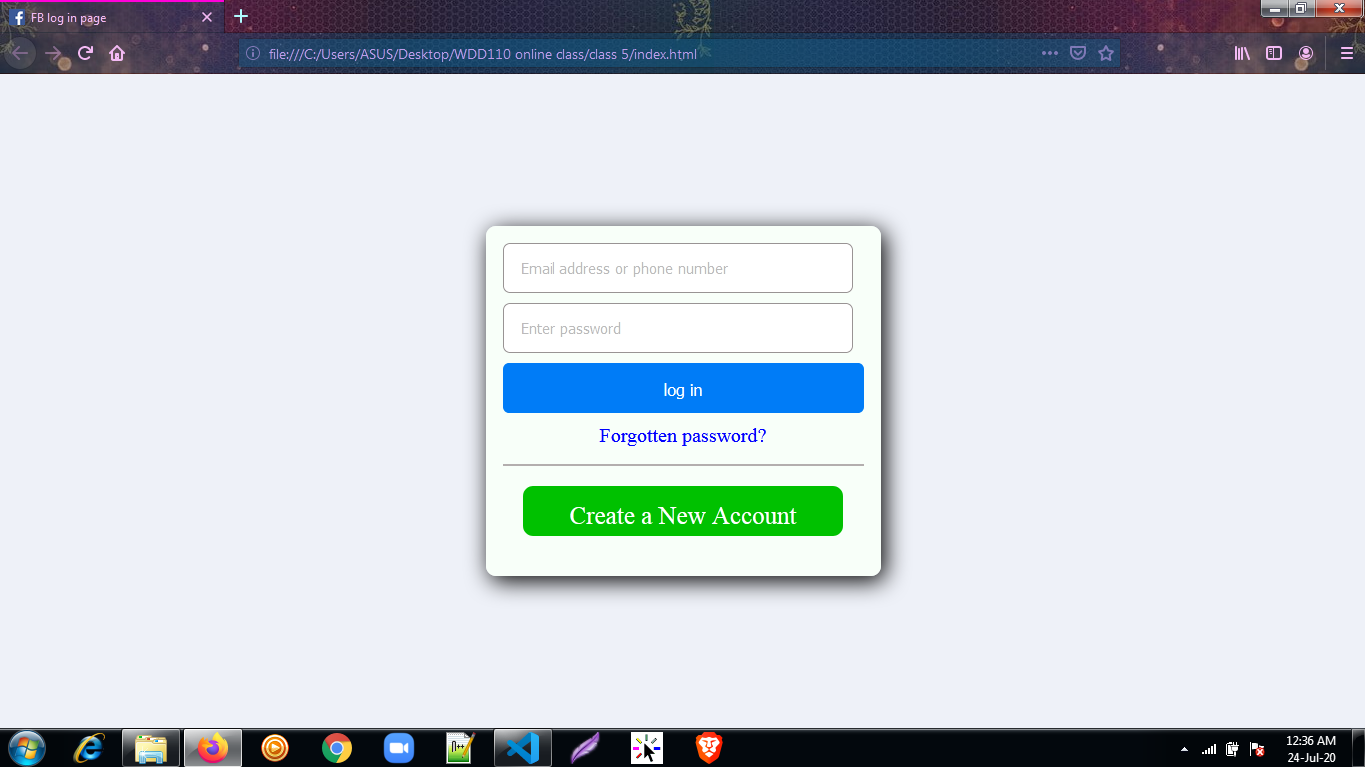 FB log in page
file:///C:/Users/ASUS/Desktop/WDD110 online class/class 5/index.html
Email address or phone number
Enter password
log in
Forgotten password?
Create a New Account
12:36 AM
24-Jul-20